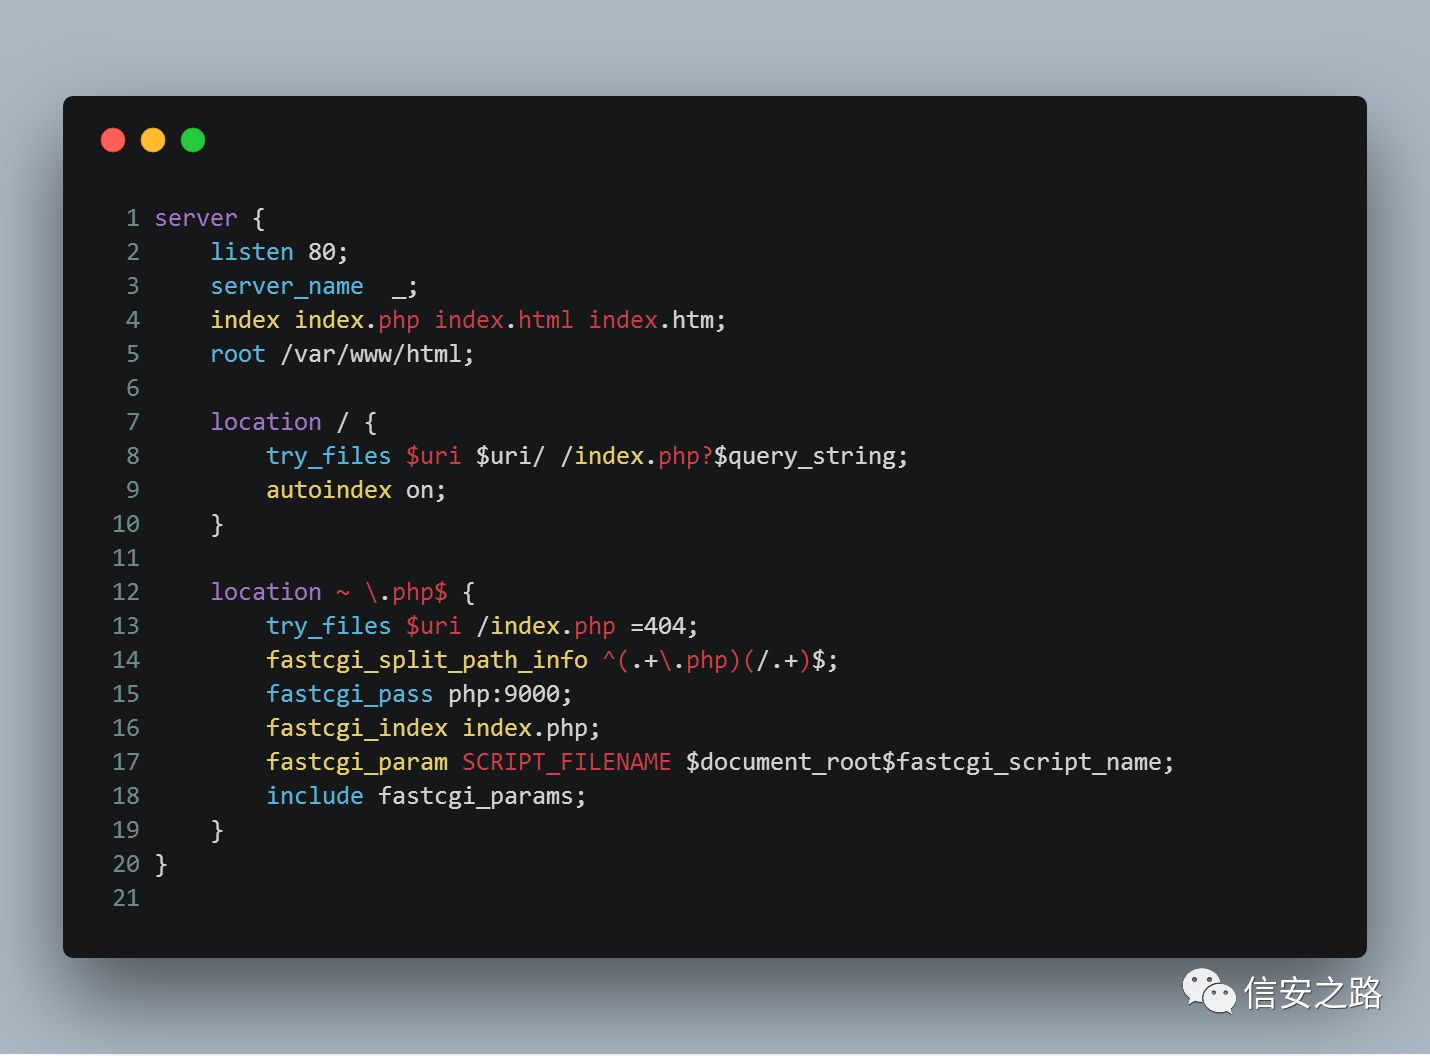 1 server {
2     listen 80;
3     server_name  _;
4     index index.php index.html index.htm;
5     root /var/www/html;
6
7     location / {
8         try_files $uri $uri/ /index.php?$query_string;
9         autoindex on;
10     }
11
12     location ~ \.php$ {
13         try_files $uri /index.php =404;
14         fastcgi_split_path_info ^(.+\.php)(/.+)$;
15         fastcgi_pass php:9000;
16         fastcgi_index index.php;
17         fastcgi_param SCRIPT_FILENAME $document_root$fastcgi_script_name;
18         include fastcgi_params;
19     }
20 }
21
信安之路